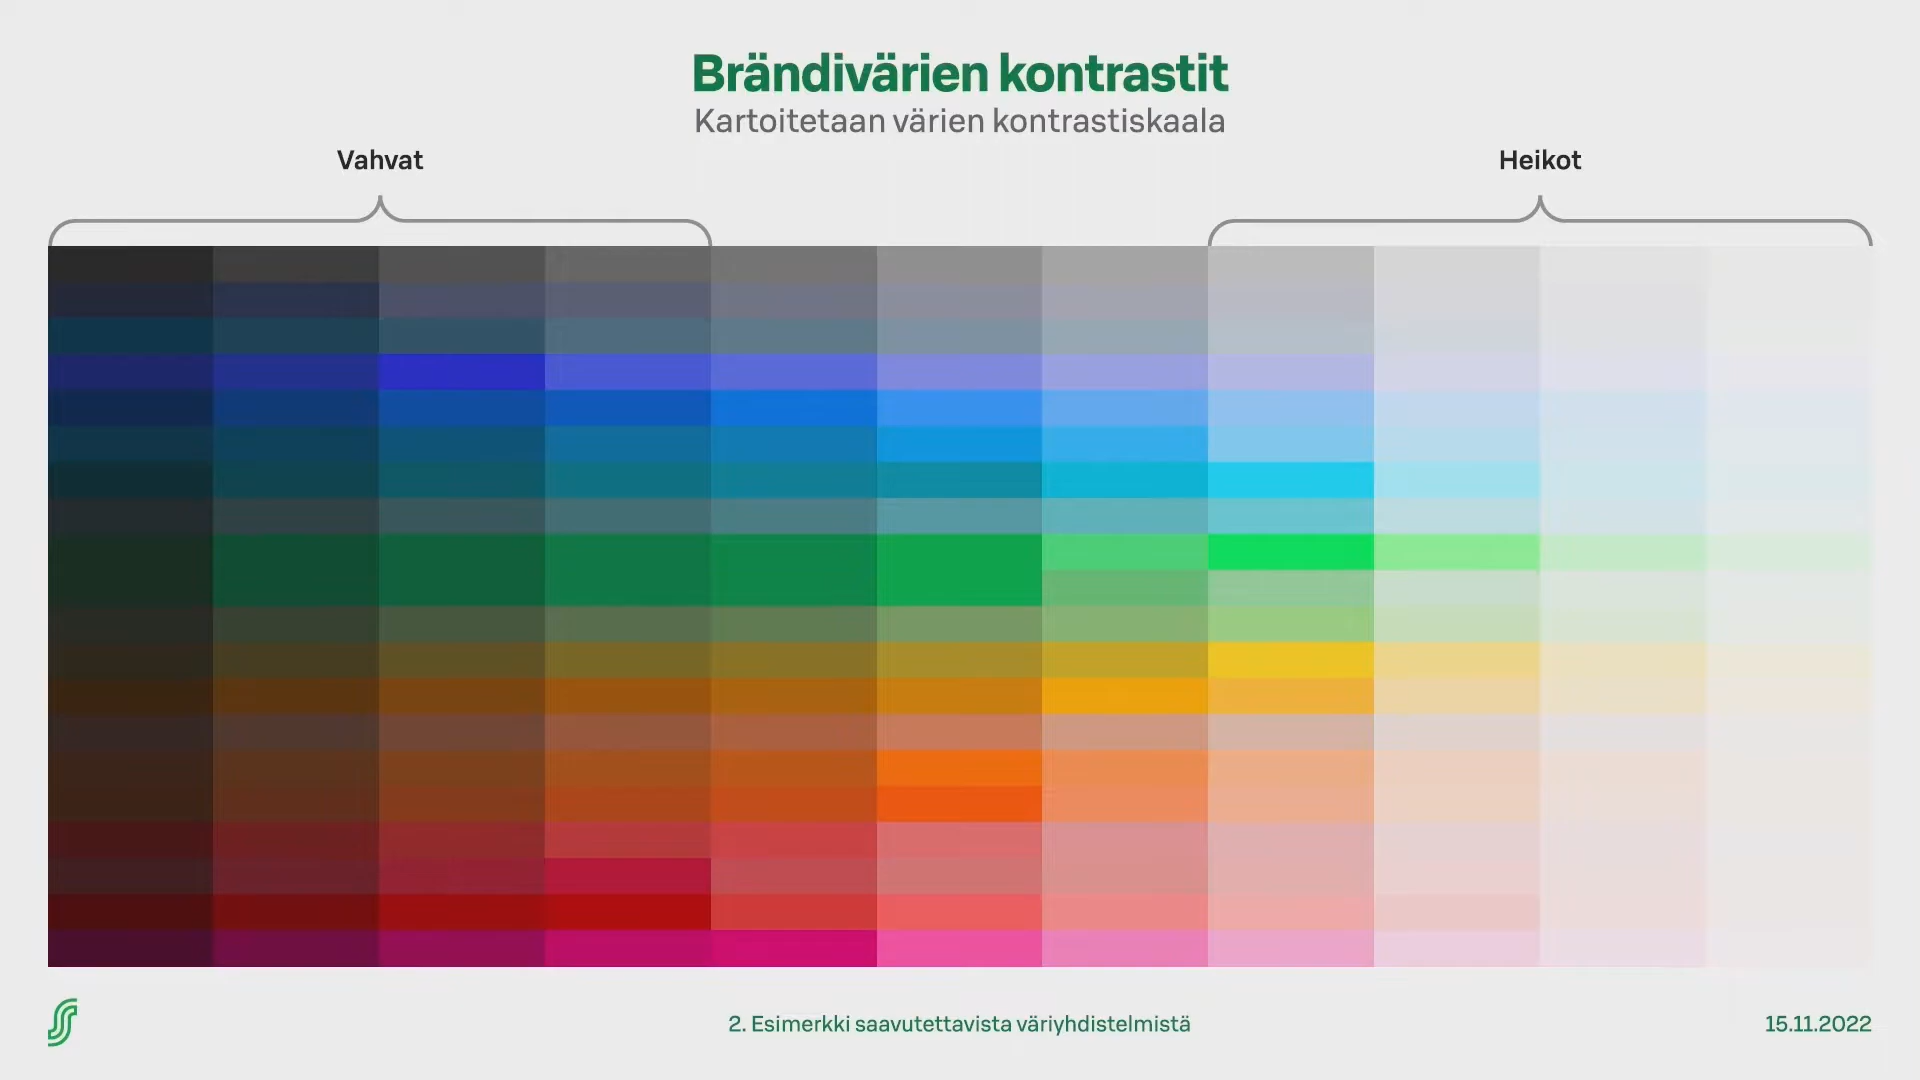 Brändivärien kontrastit
Kartoitetaan värien kontrastiskaala
Vahvat
Heikot
2. Esimerkki saavutettavista väriyhdistelmistä
15.11.2022